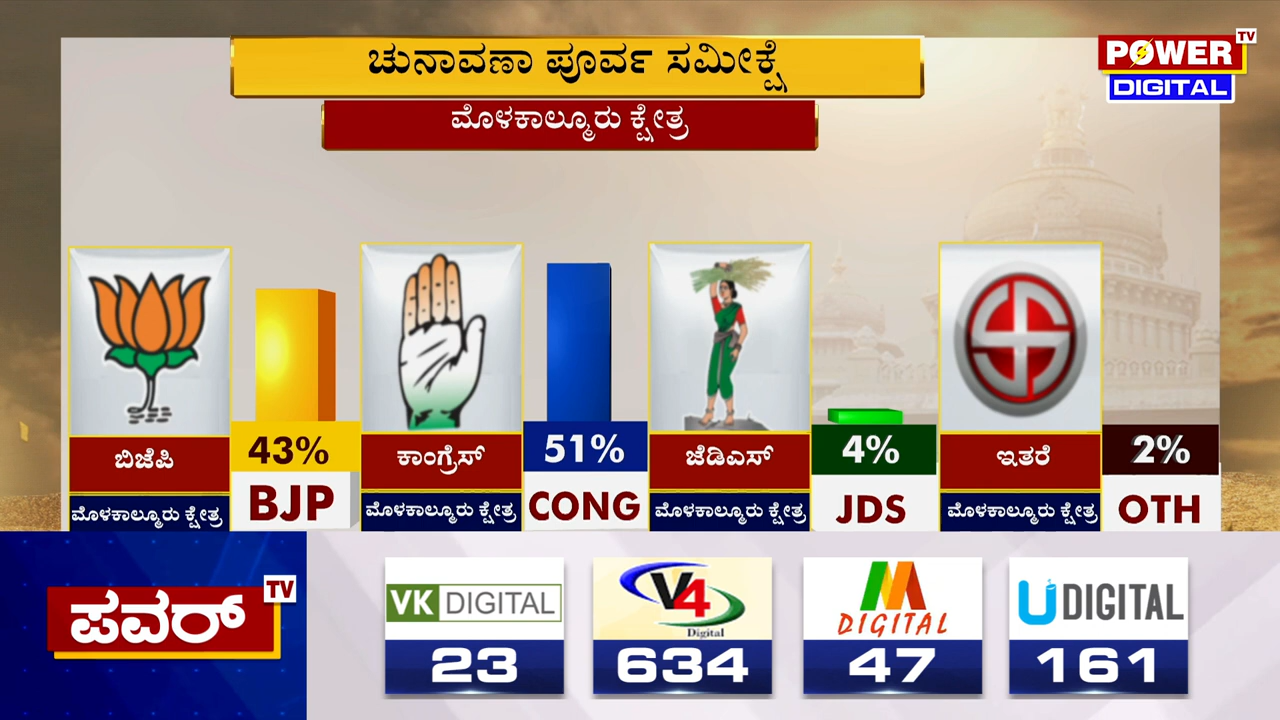 ಚುನಾವಣಾ ಪೂರ್ವ ಸಮೀಕ್ಷೆ
POWER TV
DIGITAL
ಮೊಳಕಾಲ್ಮೂರು ಕ್ಷೇತ್ರ
43% 51% 4% 2%
ಬಿಜೆಪಿ ಕಾಂಗ್ರೆಸ್ ಜೆಡಿಎಸ್ ಇತರೆ
BJP CONG JDS OTH
ಮೊಳಕಾಲ್ಮೂರು ಕ್ಷೇತ್ರ ಮೊಳಕಾಲ್ಮೂರು ಕ್ಷೇತ್ರ ಮೊಳಕಾಲ್ಮೂರು ಕ್ಷೇತ್ರ ಮೊಳಕಾಲ್ಮೂರು ಕ್ಷೇತ್ರ
ಪವರ್ TV
VK DIGITAL V4 Digital M DIGITAL U DIGITAL
23 634 47 161